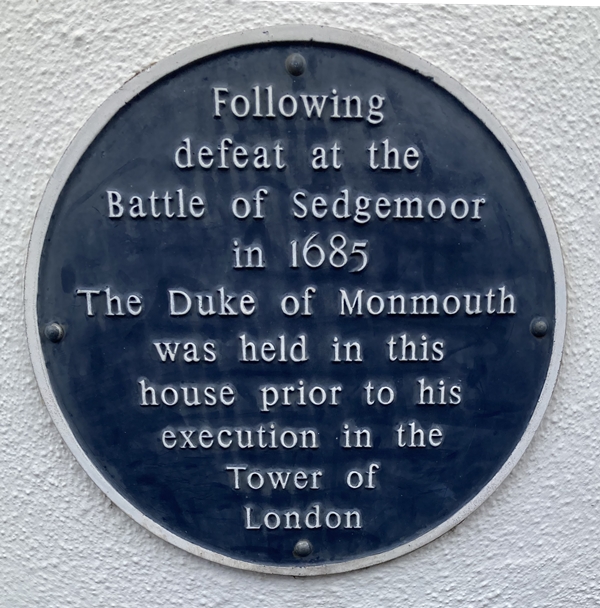 Following
defeat at the
Battle of Sedgemoor
in 1685
The Duke of Monmouth
was held in this
house prior to his
execution in the
Tower of
London